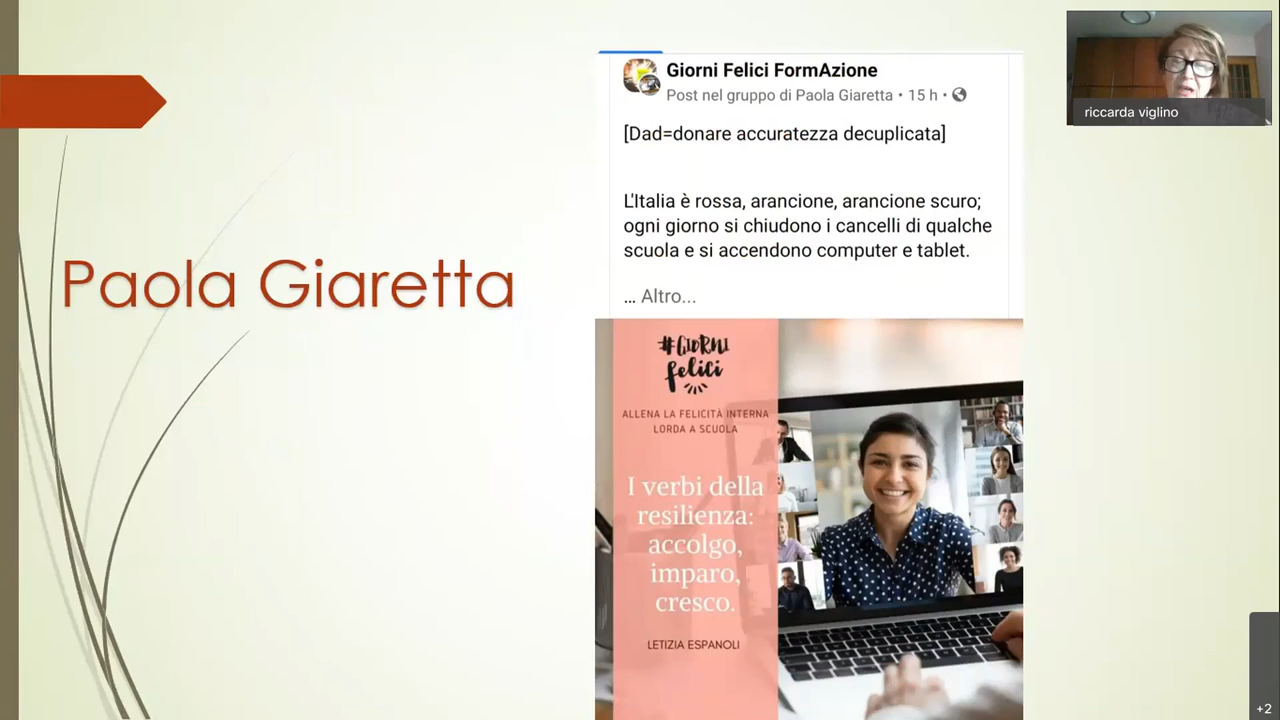 Paola Giaretta
Giorni Felici FormAzione
Post nel gruppo di Paola Giaretta • 15 h •
[Dad=donare accuratezza decuplicata]
L'Italia è rossa, arancione, arancione scuro;
ogni giorno si chiudono i cancelli di qualche
scuola e si accendono computer e tablet.
... Altro...
#GIORNI
felici
ALLENA LA FELICITÀ INTERNA
LORDA A SCUOLA
I verbi della
resilienza:
accolgo,
imparo,
cresco.
LETIZIA ESPANOLI
riccarda viglino
+2